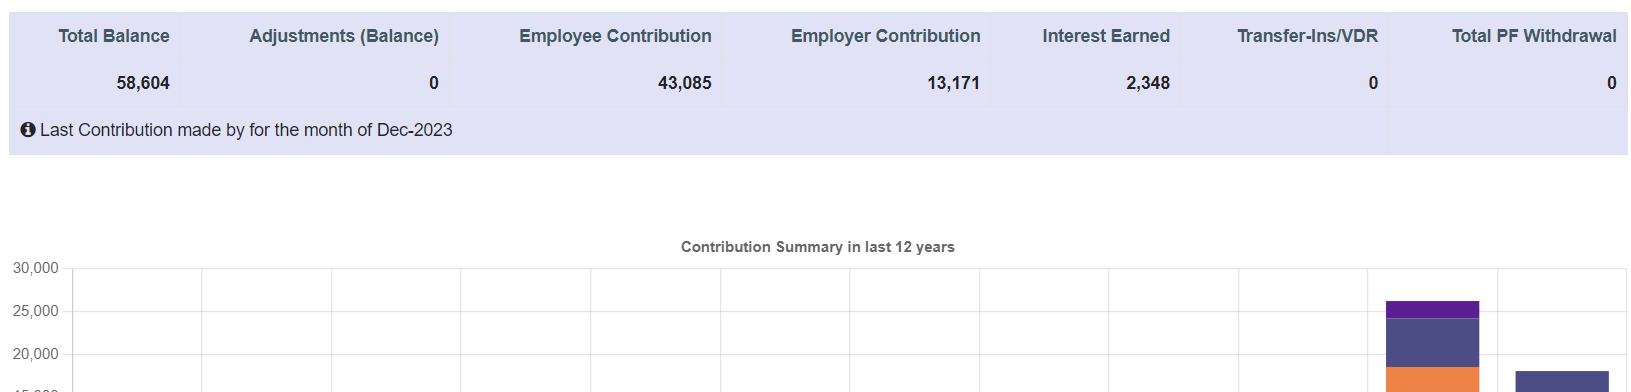 Total Balance Adjustments (Balance) Employee Contribution Employer Contribution Interest Earned Transfer-Ins/VDR Total PF Withdrawal
58,604 0 43,085 13,171 2,348 0 0
Last Contribution made by for the month of Dec-2023
Contribution Summary in last 12 years
30,000
25,000
20,000